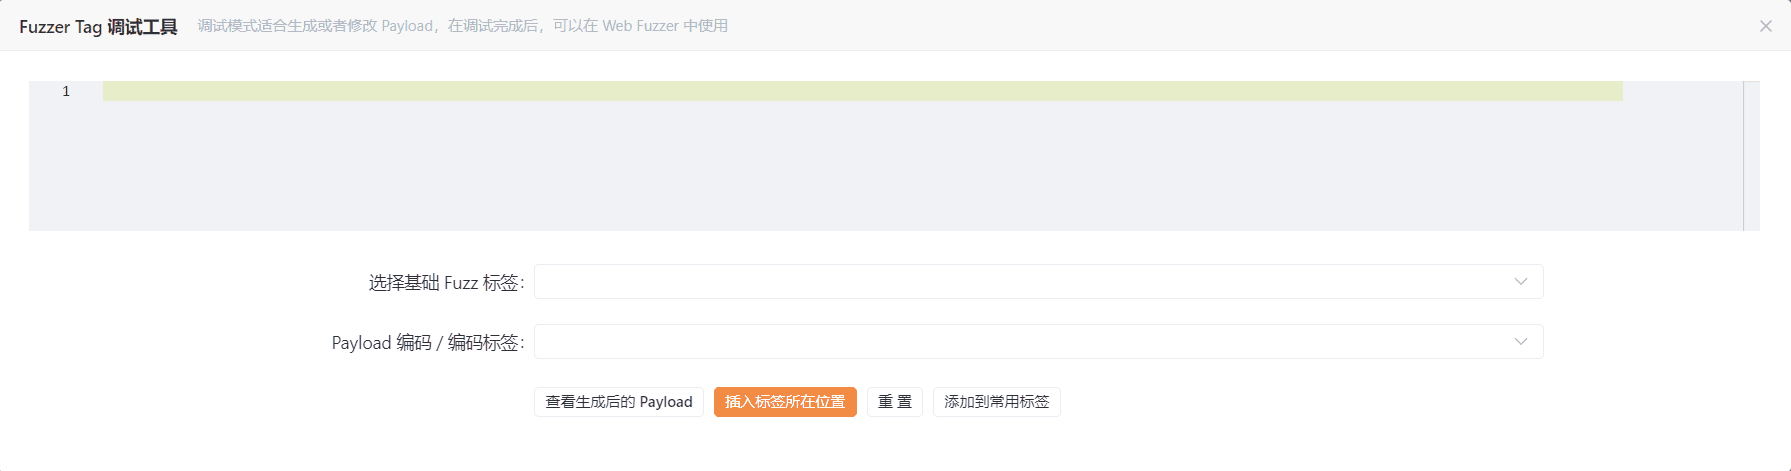 Fuzzer Tag 调试工具 调试模式适合生成或者修改 Payload，在调试完成后，可以在 Web Fuzzer 中使用
1
选择基础 Fuzz 标签：
Payload 编码 / 编码标签：
查看生成后的 Payload 插入标签所在位置 重 置 添加到常用标签